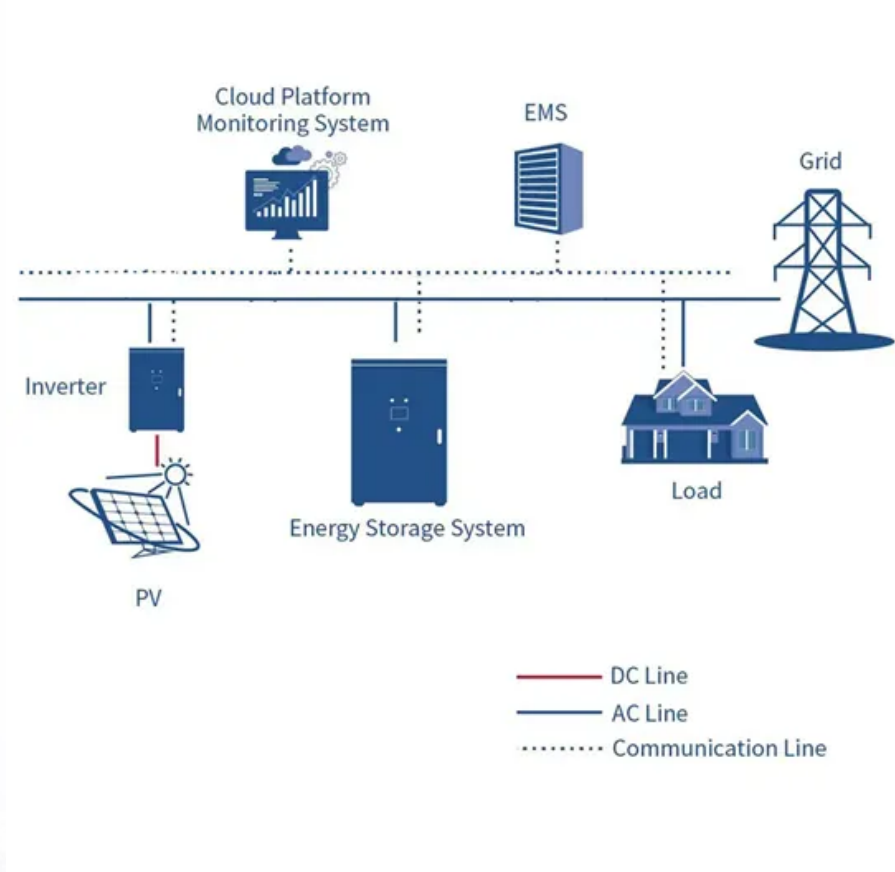 Cloud Platform
Monitoring System
EMS
Grid
Inverter
Load
Energy Storage System
PV
DC Line
AC Line
Communication Line